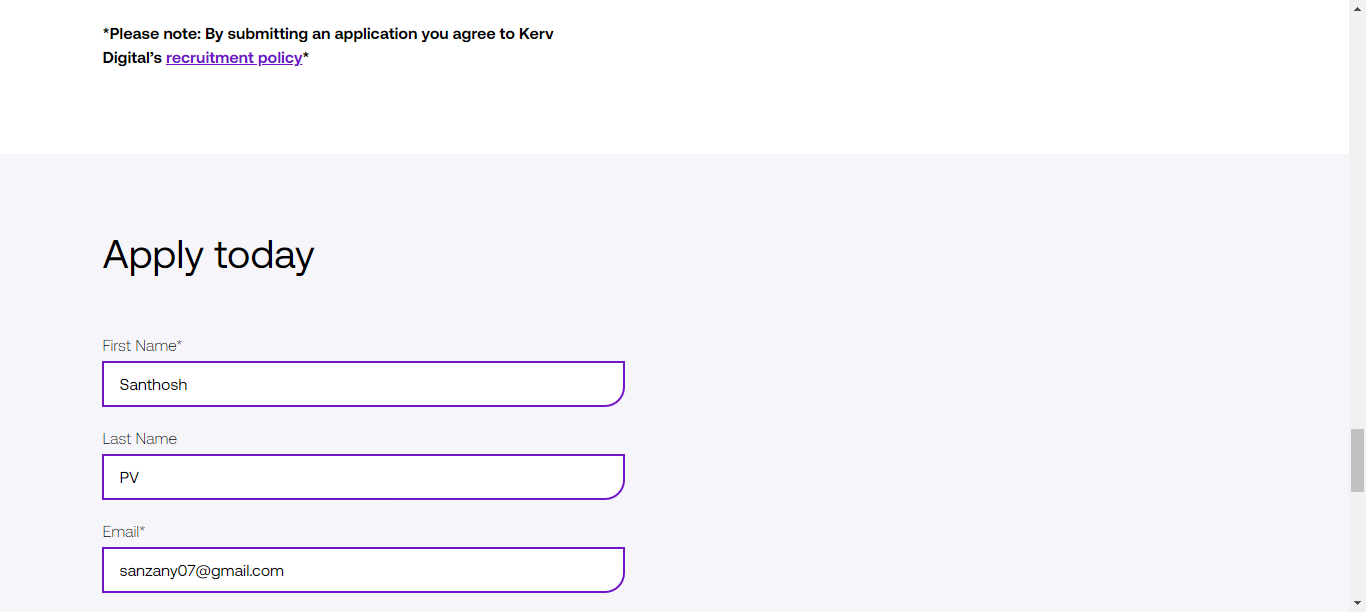 *Please note: By submitting an application you agree to Kerv
Digital’s recruitment policy*
Apply today
First Name*
Santhosh
Last Name
PV
Email*
sanzany07@gmail.com